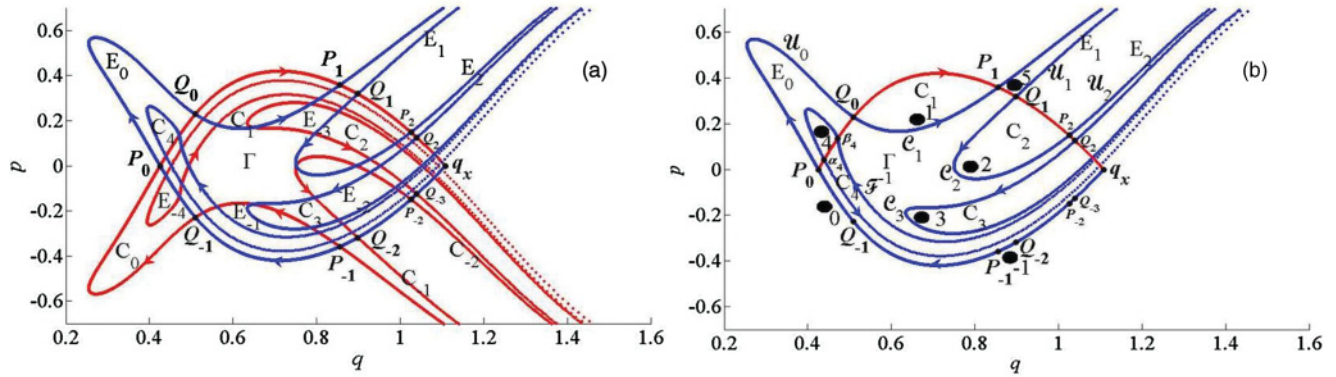 0.6
0.4
0.2
0
-0.2
-0.4
-0.6
p
0.2 0.4 0.6 0.8 1 1.2 1.4 1.6
q
(a)
E0
Q0
P1
E1
Q1
E2
C4
C1
E-3
C2
P2
Q2
P0
Γ
qx
E-4
E-1
C3
E-2
Q-3
P-2
C0
Q-1
Q-2
C-2
P-1
C-1
0.6
0.4
0.2
0
-0.2
-0.4
-0.6
p
0.2 0.4 0.6 0.8 1 1.2 1.4 1.6
q
(b)
𝒰0
E0
Q0
P1
5
E1
𝒰1
Q1
E2
𝒰2
C1
1
𝒞1
4
β4
C2
P2
Q2
P0
α4
Γ
𝒞2
2
qx
C4
ℱ-1
0
𝒞3
3
C3
Q-3
P-2
Q-1
Q-2
P-1
-1